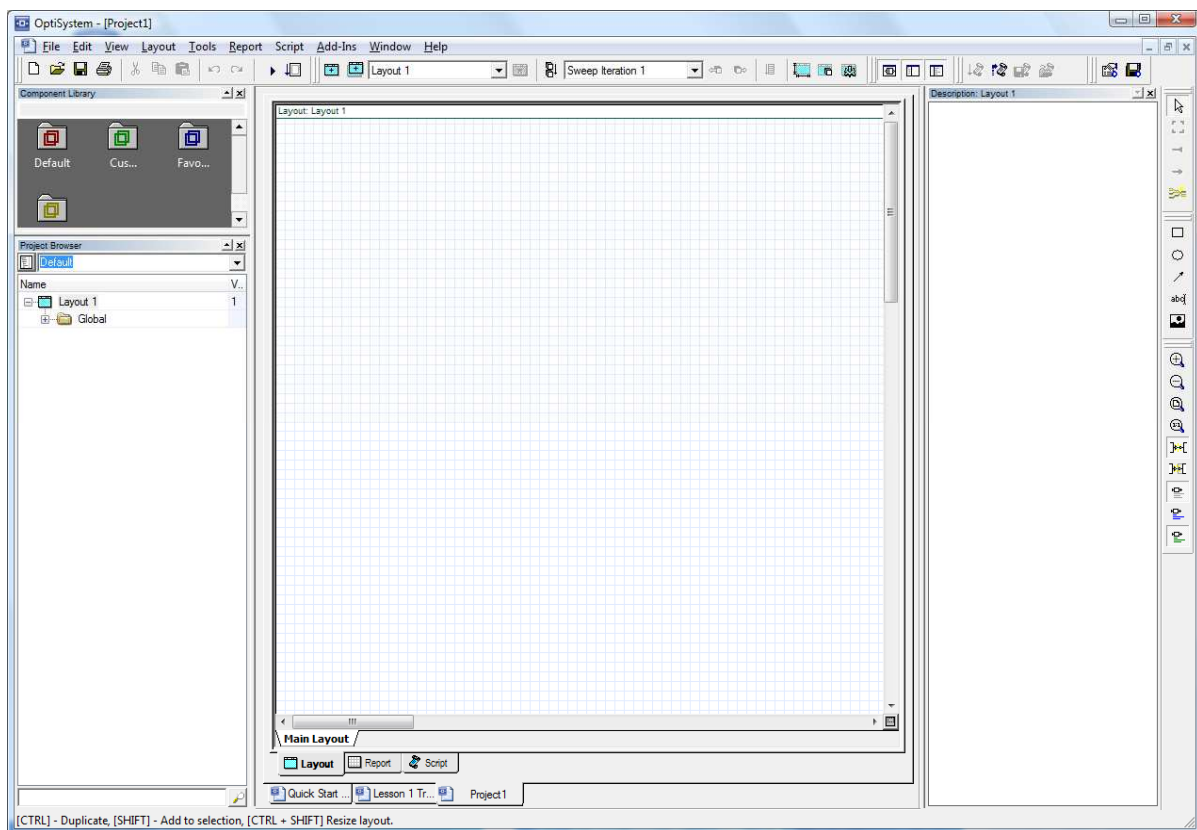 OptiSystem - [Project1]
File Edit View Layout Tools Report Script Add-Ins Window Help
Layout 1 Sweep Iteration 1
Component Library
Default Cus... Favo...
Project Browser
Default
Name V..
Layout 1 1
Global
Layout: Layout 1
Main Layout
Layout Report Script
Quick Start ... Lesson 1 Tr... Project1
Description: Layout 1
abc
[CTRL] - Duplicate, [SHIFT] - Add to selection, [CTRL + SHIFT] Resize layout.